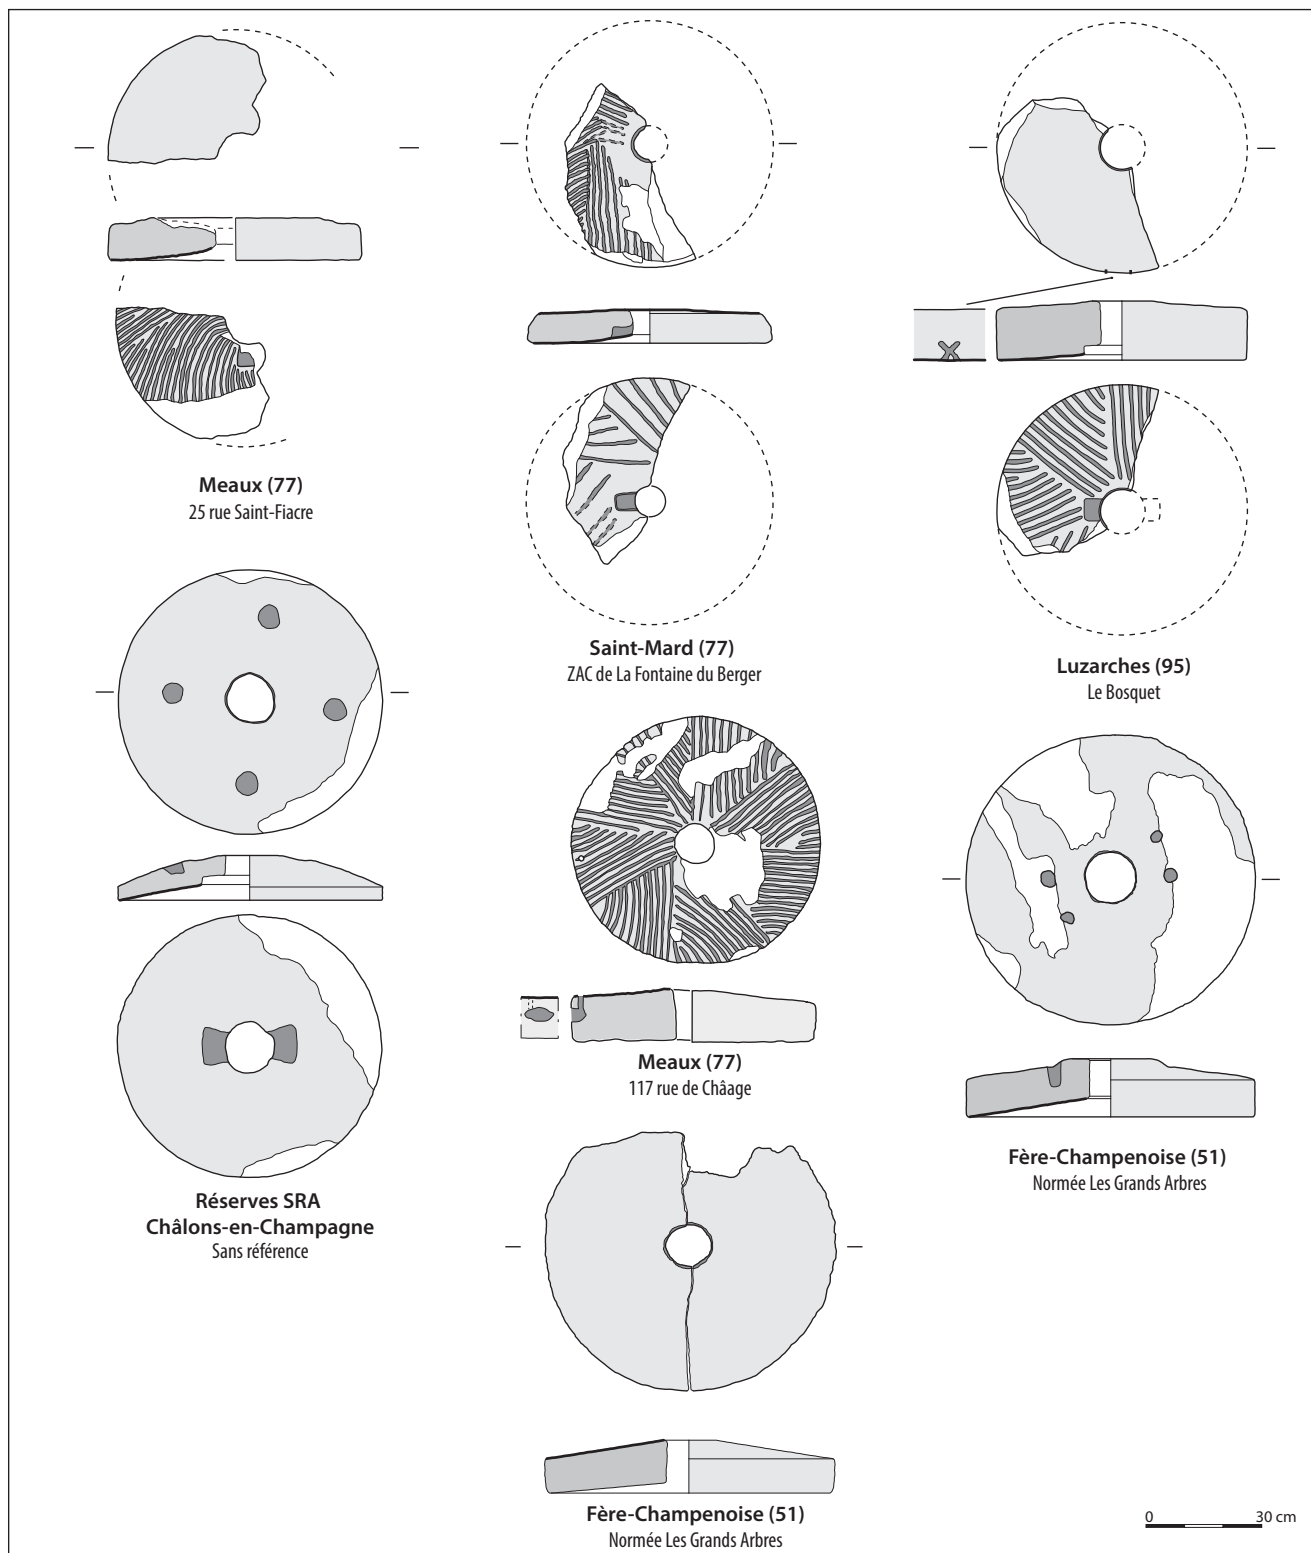 Meaux (77)
25 rue Saint-Fiacre
Saint-Mard (77)
ZAC de La Fontaine du Berger
Luzarches (95)
Le Bosquet
Réserves SRA
Châlons-en-Champagne
Sans référence
Meaux (77)
117 rue de Châage
Fère-Champenoise (51)
Normée Les Grands Arbres
Fère-Champenoise (51)
Normée Les Grands Arbres
0 30 cm